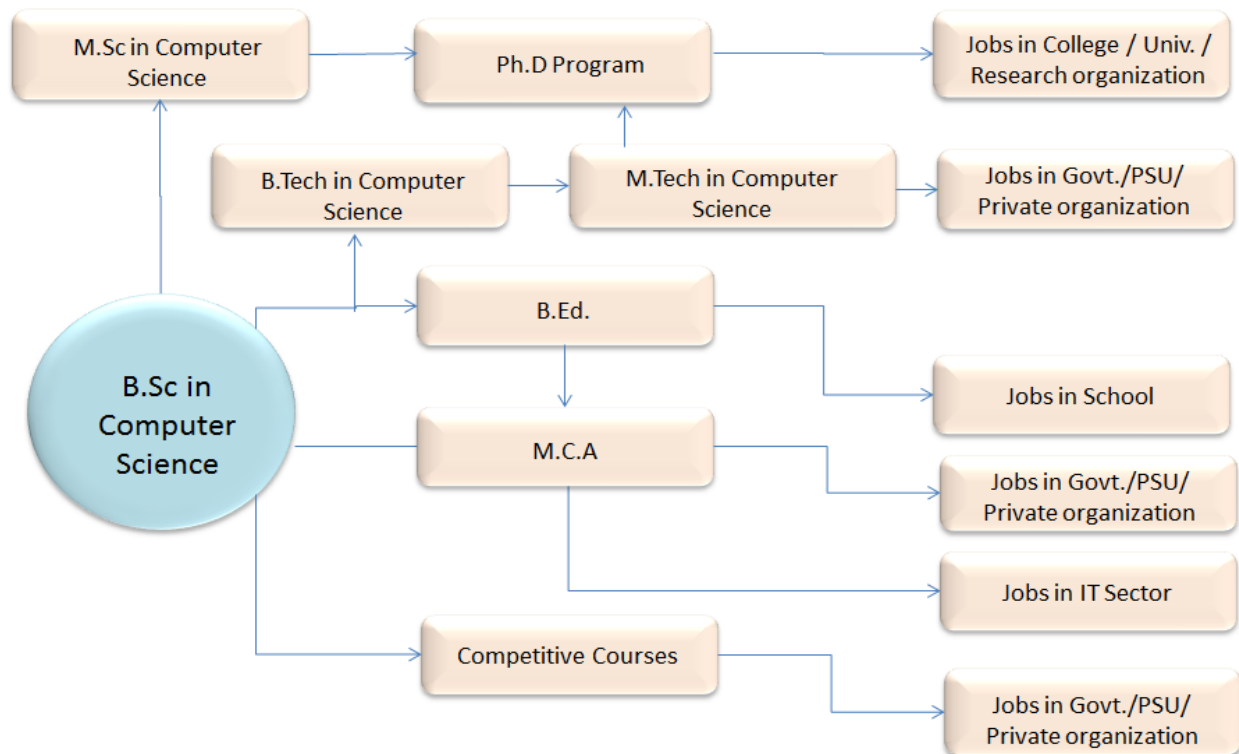 M.Sc in Computer
Science
Ph.D Program
Jobs in College / Univ. /
Research organization
B.Tech in Computer
Science
M.Tech in Computer
Science
Jobs in Govt./PSU/
Private organization
B.Ed.
B.Sc in
Computer
Science
Jobs in School
M.C.A
Jobs in Govt./PSU/
Private organization
Jobs in IT Sector
Competitive Courses
Jobs in Govt./PSU/
Private organization